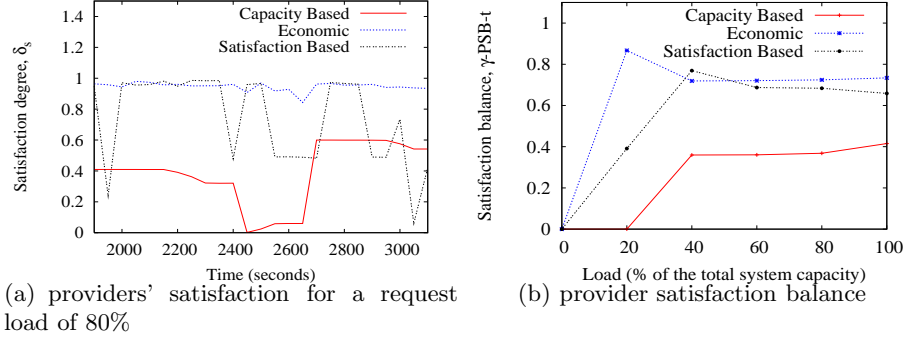 Satisfaction degree, δs
0
0.2
0.4
0.6
0.8
1
1.2
1.4
2000
2200
2400
2600
2800
3000
Time (seconds)
Capacity Based
Economic
Satisfaction Based
(a) providers' satisfaction for a request
load of 80%
Satisfaction balance, γ-PSB-t
0
0.2
0.4
0.6
0.8
1
0
20
40
60
80
100
Load (% of the total system capacity)
Capacity Based
Economic
Satisfaction Based
(b) provider satisfaction balance